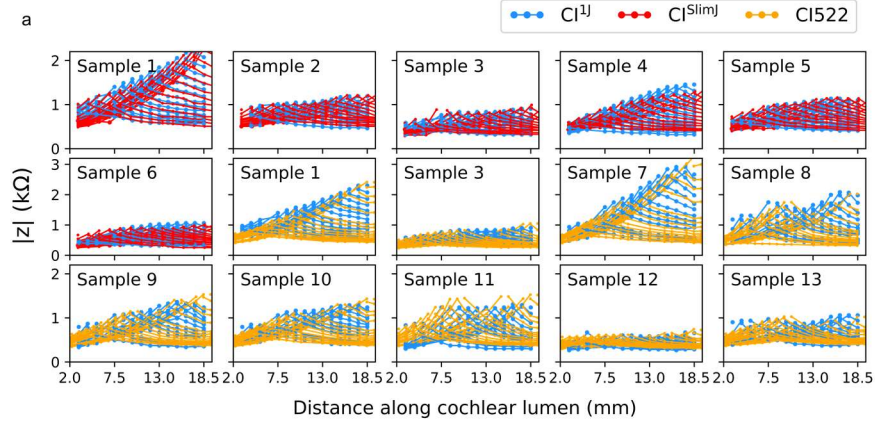 a
CI1J CISlimJ CI522
Sample 1 Sample 2 Sample 3 Sample 4 Sample 5
2
1
0
Sample 6 Sample 1 Sample 3 Sample 7 Sample 8
3
2
1
0
|z| (kΩ)
Sample 9 Sample 10 Sample 11 Sample 12 Sample 13
2
1
0
2.0 7.5 13.0 18.5 2.0 7.5 13.0 18.5 2.0 7.5 13.0 18.5 2.0 7.5 13.0 18.5 2.0 7.5 13.0 18.5
Distance along cochlear lumen (mm)